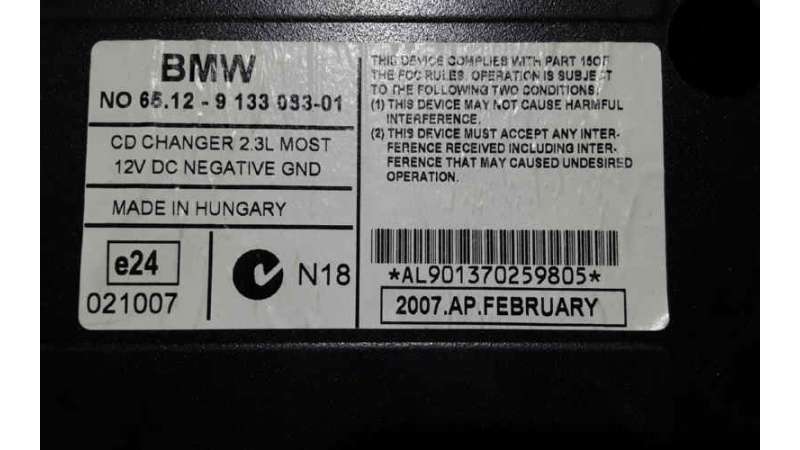 BMW
NO 65.12 - 9 133 083-01
CD CHANGER 2.3L MOST
12V DC NEGATIVE GND
MADE IN HUNGARY
e24
021007
N18
THIS DEVICE COMPLIES WITH PART 15OF
THE FCC RULES. OPERATION IS SUBJECT
TO THE FOLLOWING TWO CONDITIONS:
(1) THIS DEVICE MAY NOT CAUSE HARMFUL
INTERFERENCE.
(2) THIS DEVICE MUST ACCEPT ANY INTER-
FERENCE RECEIVED INCLUDING INTER-
FERENCE THAT MAY CAUSED UNDESIRED
OPERATION.
*AL901370259805*
2007.AP.FEBRUARY